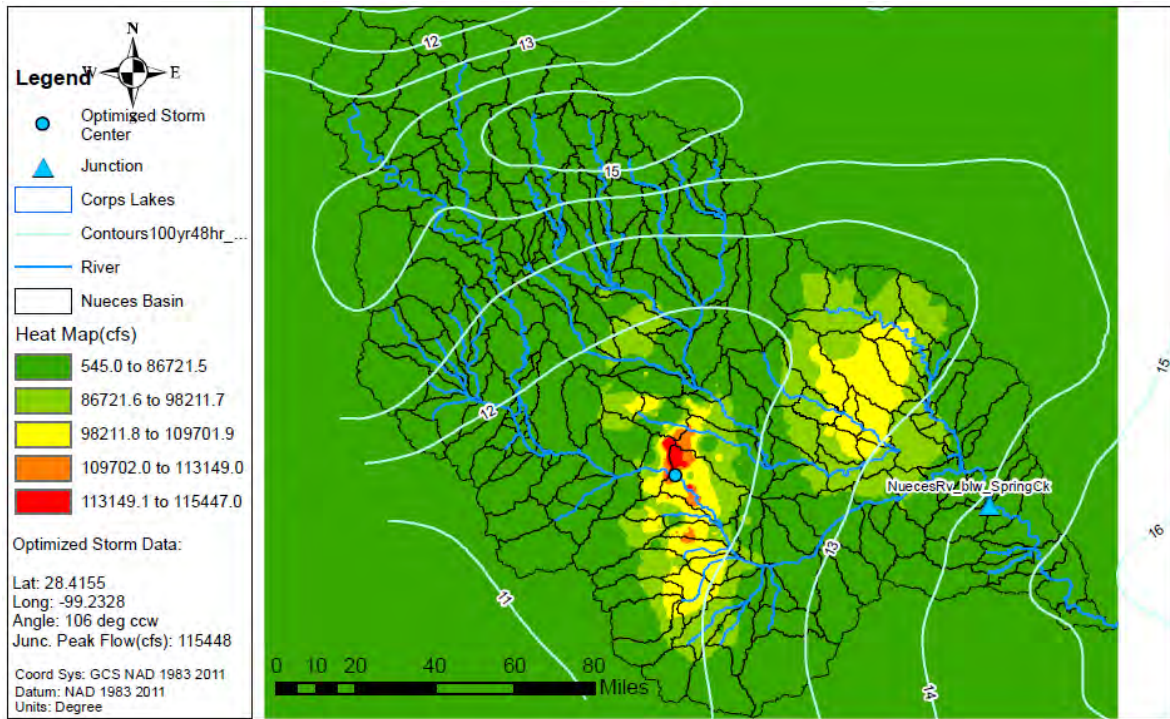 N
W
E
S
Legend
Optimized Storm
Center
Junction
Corps Lakes
Contours100yr48hr_...
River
Nueces Basin
Heat Map(cfs)
545.0 to 86721.5
86721.6 to 98211.7
98211.8 to 109701.9
109702.0 to 113149.0
113149.1 to 115447.0
Optimized Storm Data:
Lat: 28.4155
Long: -99.2328
Angle: 106 deg ccw
Junc. Peak Flow(cfs): 115448
Coord Sys: GCS NAD 1983 2011
Datum: NAD 1983 2011
Units: Degree
12
13
15
12
11
13
14
15
16
NuecesRv_blw_SpringCk
0 10 20 40 60 80
Miles